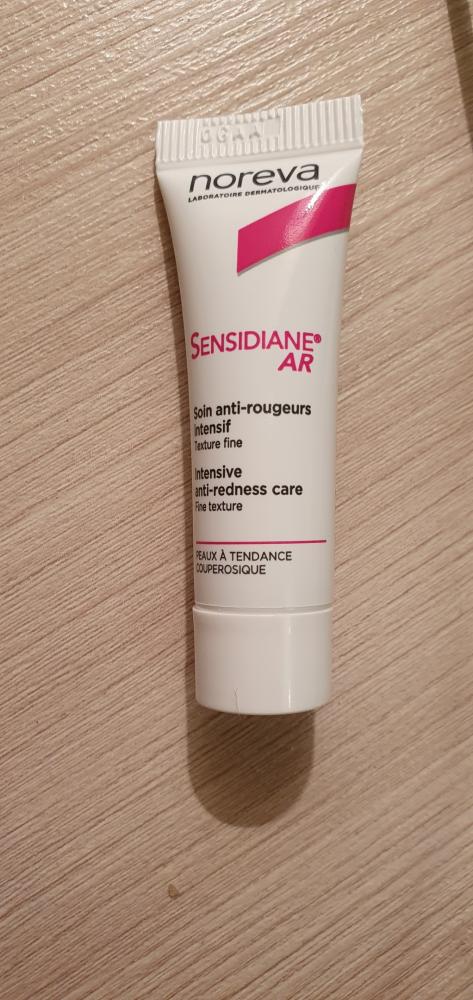 noreva
LABORATOIRE DERMATOLOGIQUE
SENSIDIANE®
AR
Soin anti-rougeurs
intensif
Texture fine
Intensive
anti-redness care
Fine texture
PEAUX À TENDANCE
COUPEROSIQUE